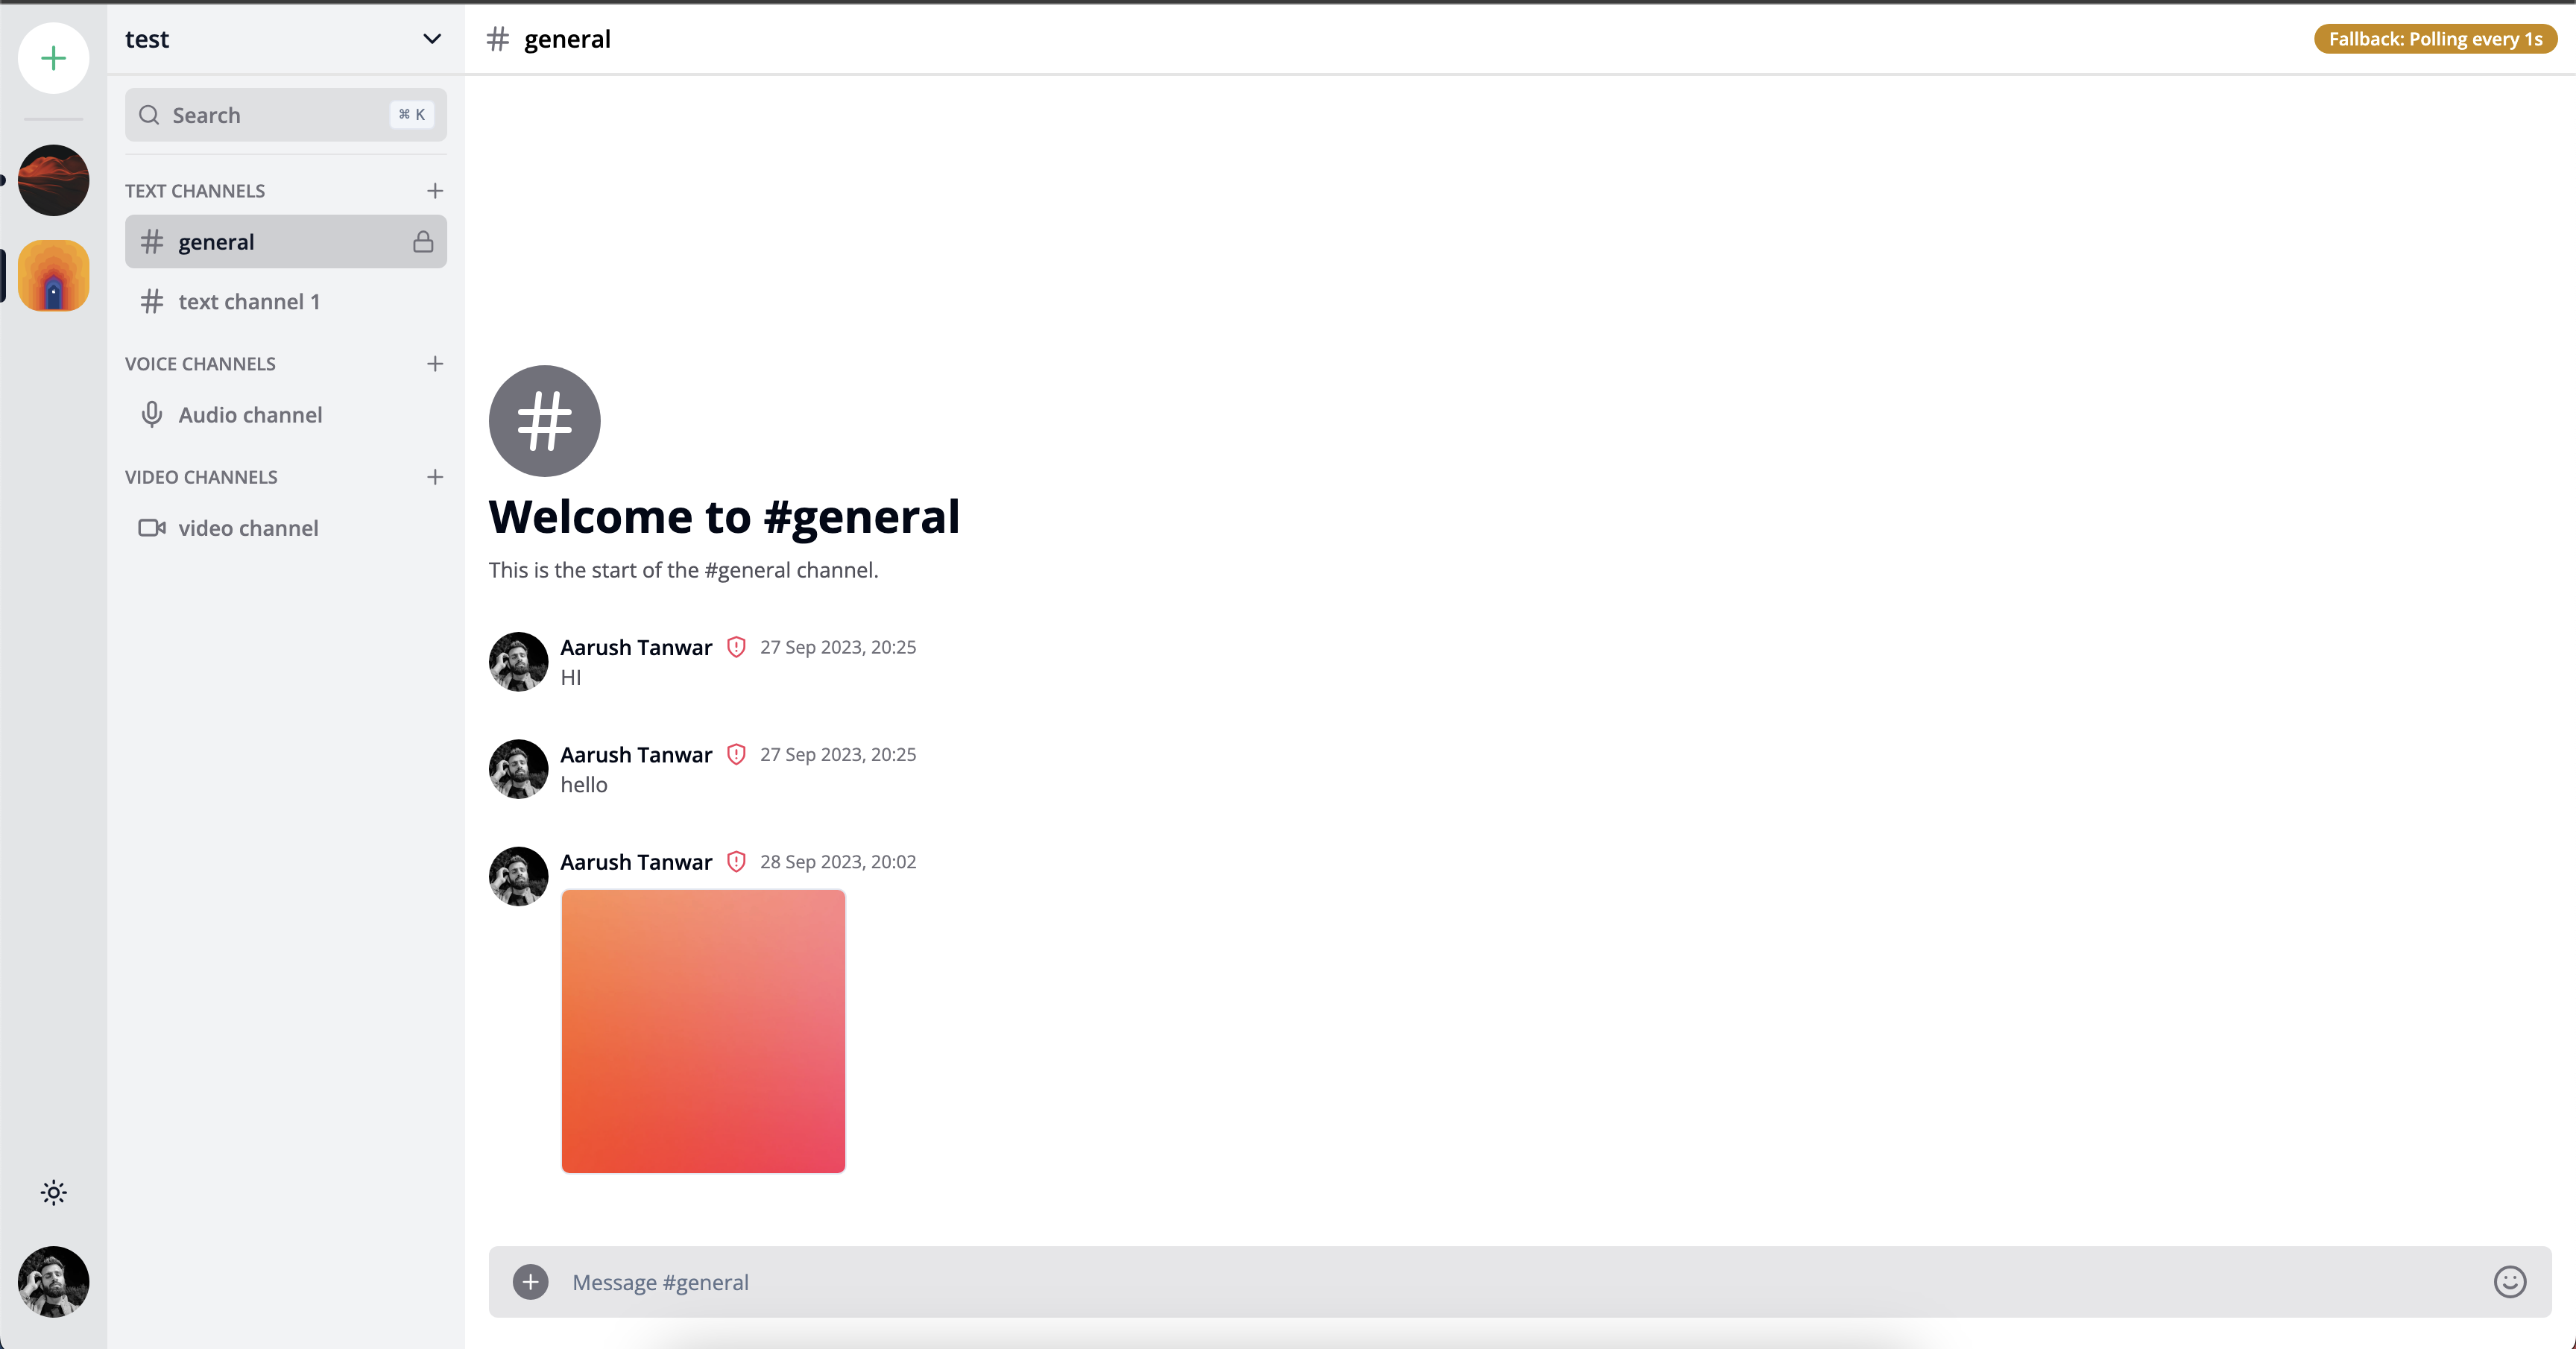 test
Search
⌘ K
TEXT CHANNELS
general
text channel 1
VOICE CHANNELS
Audio channel
VIDEO CHANNELS
video channel
# general
Fallback: Polling every 1s
#
Welcome to #general
This is the start of the #general channel.
Aarush Tanwar 27 Sep 2023, 20:25
HI
Aarush Tanwar 27 Sep 2023, 20:25
hello
Aarush Tanwar 28 Sep 2023, 20:02
Message #general